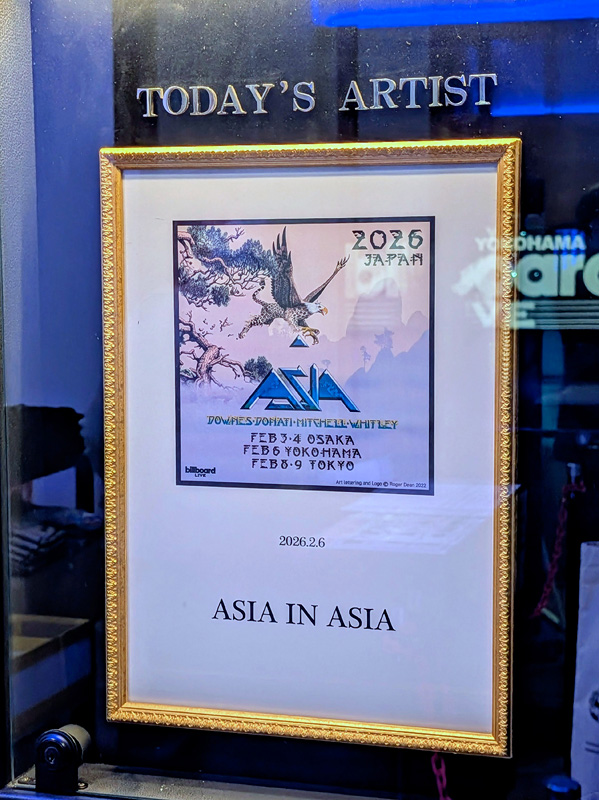 TODAY'S ARTIST
2026
JAPAN
ASIA
DOWNES·DONATI·MITCHELL·WHITLEY
FEB 3·4 OSAKA
FEB 6 YOKOHAMA
FEB 8·9 TOKYO
billboard
LIVE
Art lettering and Logo © Roger Dean 2022
2026.2.6
ASIA IN ASIA
YOKOHAMA